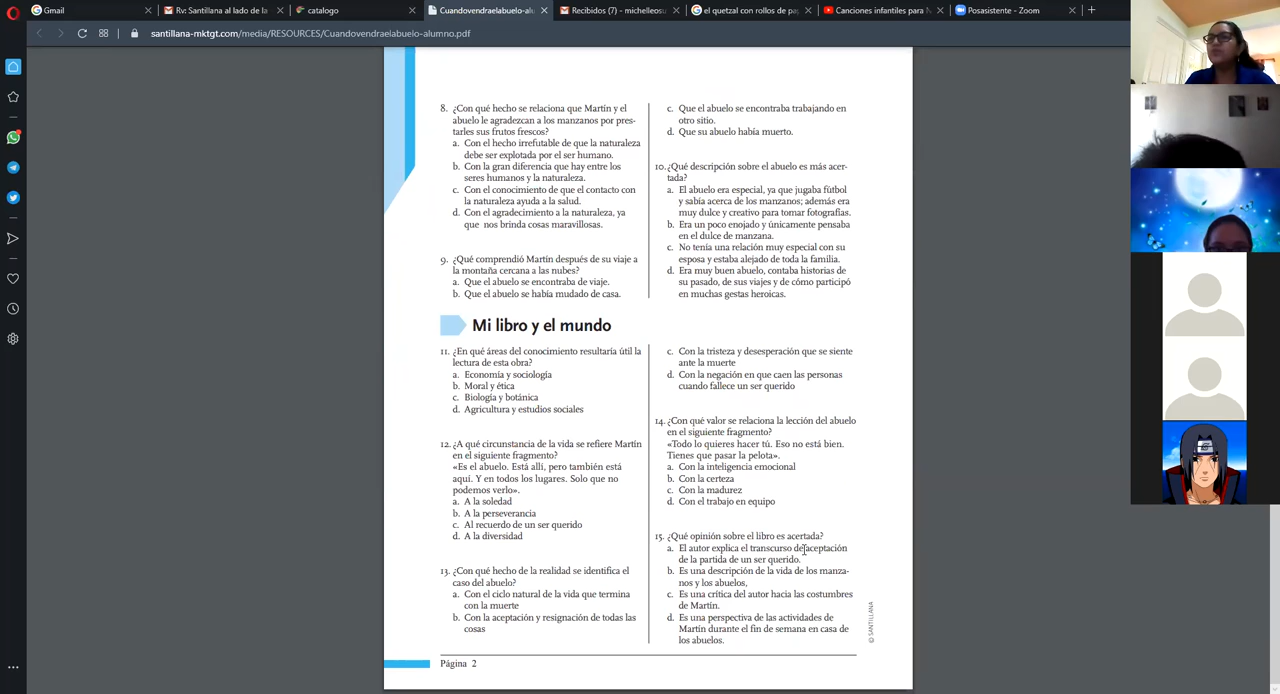 Gmail
Rv: Santillana al lado de la
catalogo
Cuandovendraelabuelo-alu
Recibidos (7) - michelleosu
el quetzal con rollos de pa
Canciones infantiles para
Posasistente - Zoom
santillana-mktgt.com/media/RESOURCES/Cuandovendraelabuelo-alumno.pdf
8. ¿Con qué hecho se relaciona que Martín y el
abuelo le agradezcan a los manzanos por pres-
tarles sus frutos frescos?
a. Con el hecho irrefutable de que la naturaleza
debe ser explotada por el ser humano.
b. Con la gran diferencia que hay entre los
seres humanos y la naturaleza.
c. Con el conocimiento de que el contacto con
la naturaleza ayuda a la salud.
d. Con el agradecimiento a la naturaleza, ya
que nos brinda cosas maravillosas.
9. ¿Qué comprendió Martín después de su viaje a
la montaña cercana a las nubes?
a. Que el abuelo se encontraba de viaje.
b. Que el abuelo se había mudado de casa.
c. Que el abuelo se encontraba trabajando en
otro sitio.
d. Que su abuelo había muerto.
10. ¿Qué descripción sobre el abuelo es más acer-
tada?
a. El abuelo era especial, ya que jugaba fútbol
y sabía acerca de los manzanos; además era
muy dulce y creativo para tomar fotografías.
b. Era un poco enojado y únicamente pensaba
en el dulce de manzana.
c. No tenía una relación muy especial con su
esposa y estaba alejado de toda la familia.
d. Era muy buen abuelo, contaba historias de
su pasado, de sus viajes y de cómo participó
en muchas gestas heroicas.
Mi libro y el mundo
11. ¿En qué áreas del conocimiento resultaría útil la
lectura de esta obra?
a. Economía y sociología
b. Moral y ética
c. Biología y botánica
d. Agricultura y estudios sociales
12. ¿A qué circunstancia de la vida se refiere Martín
en el siguiente fragmento?
«Es el abuelo. Está allí, pero también está
aquí. Y en todos los lugares. Solo que no
podemos verlo».
a. A la soledad
b. A la perseverancia
c. Al recuerdo de un ser querido
d. A la diversidad
13. ¿Con qué hecho de la realidad se identifica el
caso del abuelo?
a. Con el ciclo natural de la vida que termina
con la muerte
b. Con la aceptación y resignación de todas las
cosas
c. Con la tristeza y desesperación que se siente
ante la muerte
d. Con la negación en que caen las personas
cuando fallece un ser querido
14. ¿Con qué valor se relaciona la lección del abuelo
en el siguiente fragmento?
«Todo lo quieres hacer tú. Eso no está bien.
Tienes que pasar la pelota».
a. Con la inteligencia emocional
b. Con la certeza
c. Con la madurez
d. Con el trabajo en equipo
15. ¿Qué opinión sobre el libro es acertada?
a. El autor explica el transcurso de aceptación
de la partida de un ser querido.
b. Es una descripción de la vida de los manza-
nos y los abuelos,
c. Es una crítica del autor hacia las costumbres
de Martín.
d. Es una perspectiva de las actividades de
Martín durante el fin de semana en casa de
los abuelos.
© SANTILLANA
Página 2